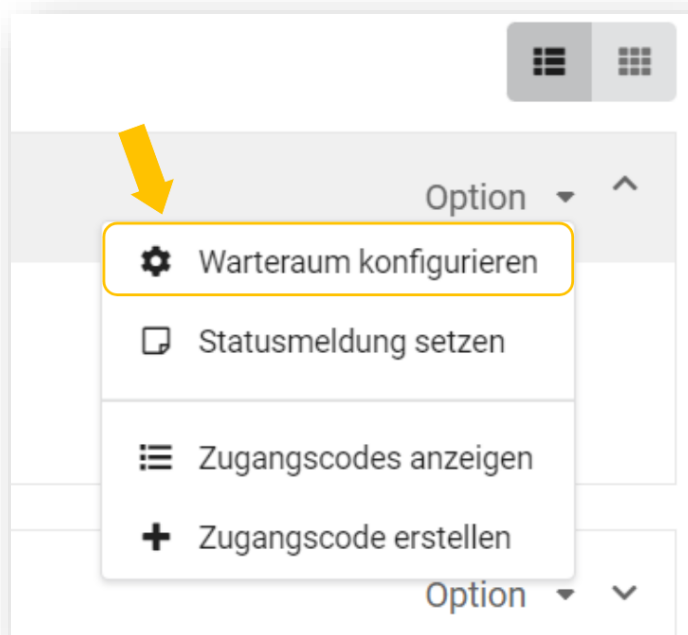 Option
Warteraum konfigurieren
Statusmeldung setzen
Zugangscodes anzeigen
Zugangscode erstellen
Option